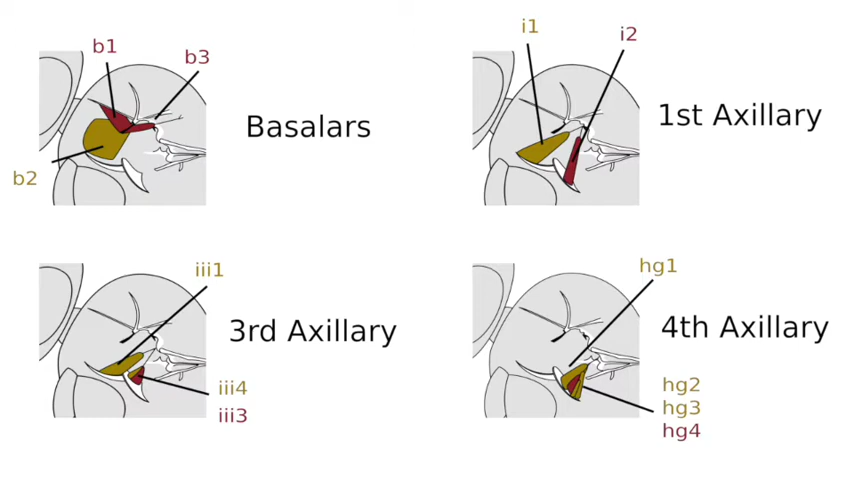 b1
b3
Basalars
b2
i1
i2
1st Axillary
iii1
3rd Axillary
iii4
iii3
hg1
4th Axillary
hg2
hg3
hg4